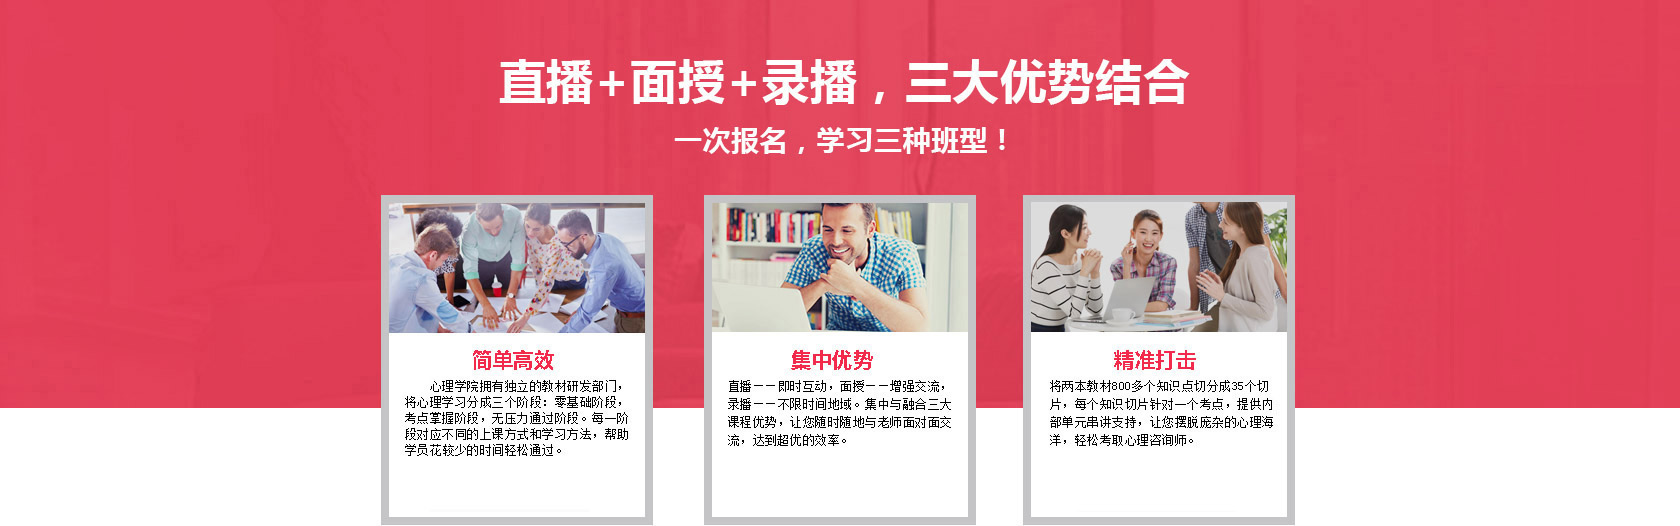 直播+面授+录播，三大优势结合
一次报名，学习三种班型！
简单高效
心理学院拥有独立的教材研发部门，
将心理学习分成三个阶段：零基础阶段，
考点掌握阶段，无压力通过阶段。每一阶
段对应不同的上课方式和学习方法，帮助
学员花较少的时间轻松通过。
集中优势
直播——即时互动，面授——增强交流，
录播——不限时间地域。集中与融合三大
课程优势，让您随时随地与老师面对面交
流，达到超优的效率。
精准打击
将两本教材800多个知识点切分成35个切
片，每个知识切片针对一个考点，提供内
部单元串讲支持，让您摆脱庞杂的心理海
洋，轻松考取心理咨询师。